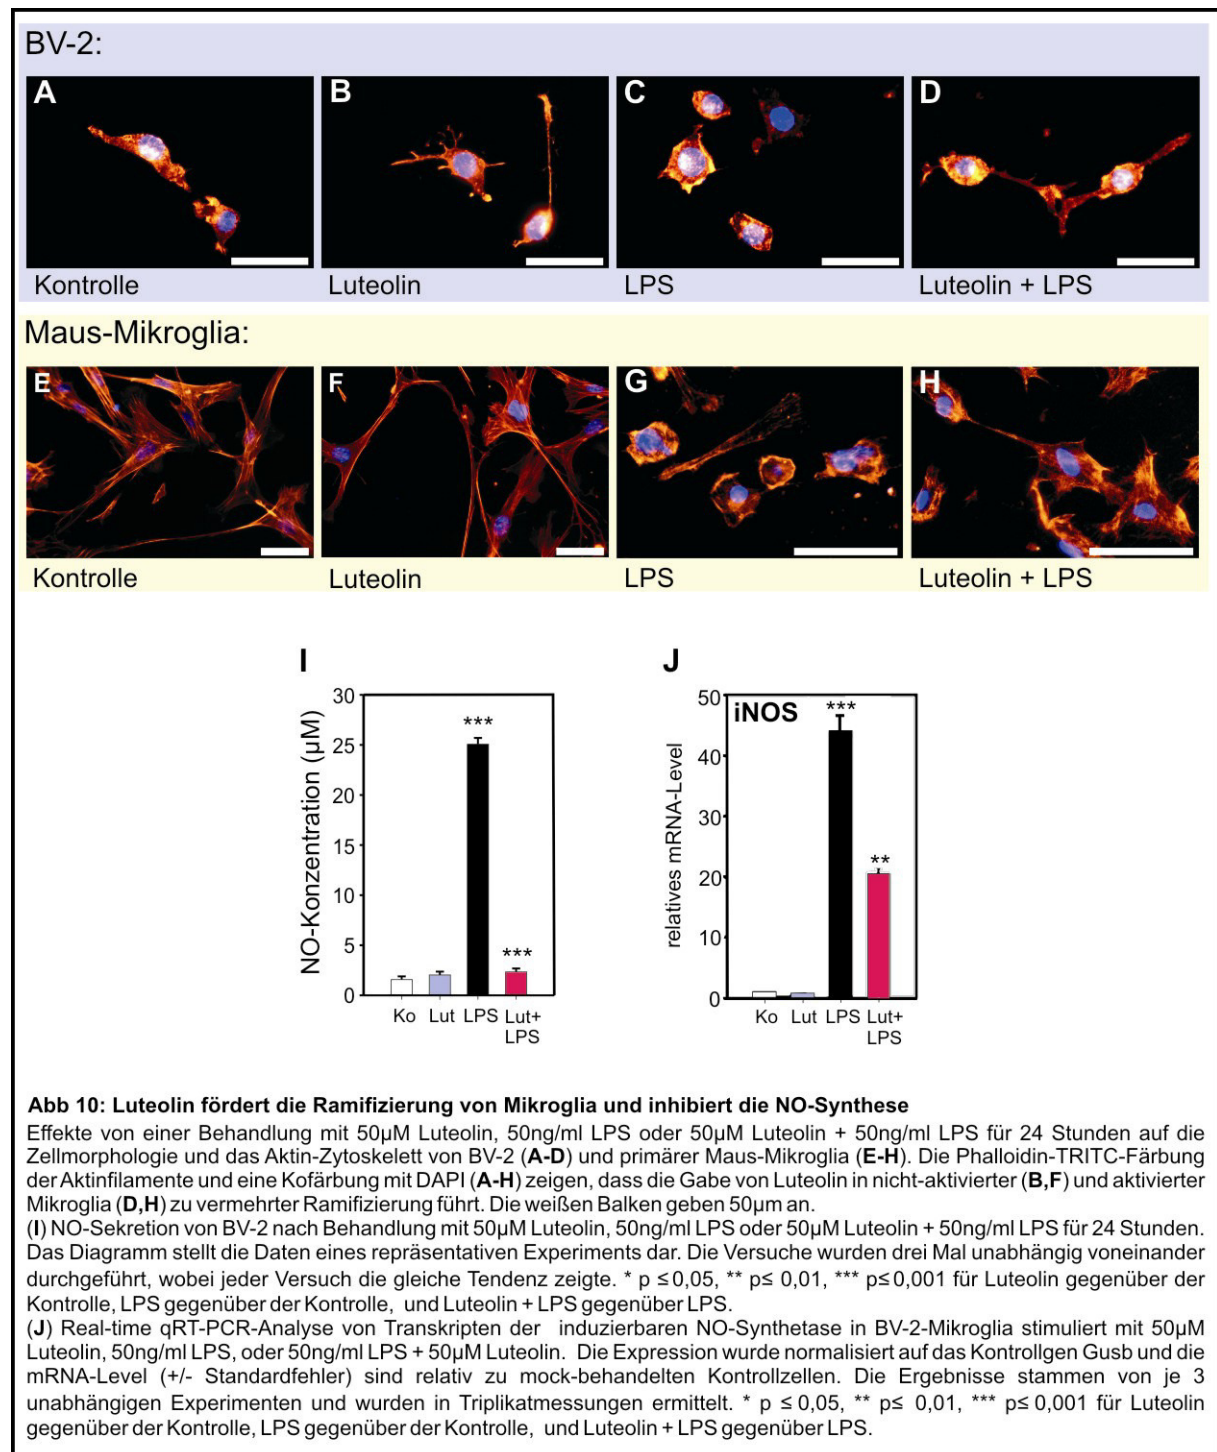 BV-2:
A B C D
Kontrolle Luteolin LPS Luteolin + LPS
Maus-Mikroglia:
E F G H
Kontrolle Luteolin LPS Luteolin + LPS
I
NO-Konzentration (µM)
30
25
20
15
10
5
0
***
***
Ko Lut LPS Lut+
LPS
J
iNOS
relatives mRNA-Level
50
40
30
20
10
0
***
**
Ko Lut LPS Lut+
LPS
Abb 10: Luteolin fördert die Ramifizierung von Mikroglia und inhibiert die NO-Synthese
Effekte von einer Behandlung mit 50µM Luteolin, 50ng/ml LPS oder 50µM Luteolin + 50ng/ml LPS für 24 Stunden auf die
Zellmorphologie und das Aktin-Zytoskelett von BV-2 (A-D) und primärer Maus-Mikroglia (E-H). Die Phalloidin-TRITC-Färbung
der Aktinfilamente und eine Kofärbung mit DAPI (A-H) zeigen, dass die Gabe von Luteolin in nicht-aktivierter (B,F) und aktivierter
Mikroglia (D,H) zu vermehrter Ramifizierung führt. Die weißen Balken geben 50µm an.
(I) NO-Sekretion von BV-2 nach Behandlung mit 50µM Luteolin, 50ng/ml LPS oder 50µM Luteolin + 50ng/ml LPS für 24 Stunden.
Das Diagramm stellt die Daten eines repräsentativen Experiments dar. Die Versuche wurden drei Mal unabhängig voneinander
durchgeführt, wobei jeder Versuch die gleiche Tendenz zeigte. * p ≤0,05, ** p≤ 0,01, *** p≤0,001 für Luteolin gegenüber der
Kontrolle, LPS gegenüber der Kontrolle, und Luteolin + LPS gegenüber LPS.
(J) Real-time qRT-PCR-Analyse von Transkripten der induzierbaren NO-Synthetase in BV-2-Mikroglia stimuliert mit 50µM
Luteolin, 50ng/ml LPS, oder 50ng/ml LPS + 50µM Luteolin. Die Expression wurde normalisiert auf das Kontrollgen Gusb und die
mRNA-Level (+/- Standardfehler) sind relativ zu mock-behandelten Kontrollzellen. Die Ergebnisse stammen von je 3
unabhängigen Experimenten und wurden in Triplikatmessungen ermittelt. * p ≤0,05, ** p≤ 0,01, *** p≤0,001 für Luteolin
gegenüber der Kontrolle, LPS gegenüber der Kontrolle, und Luteolin + LPS gegenüber LPS.